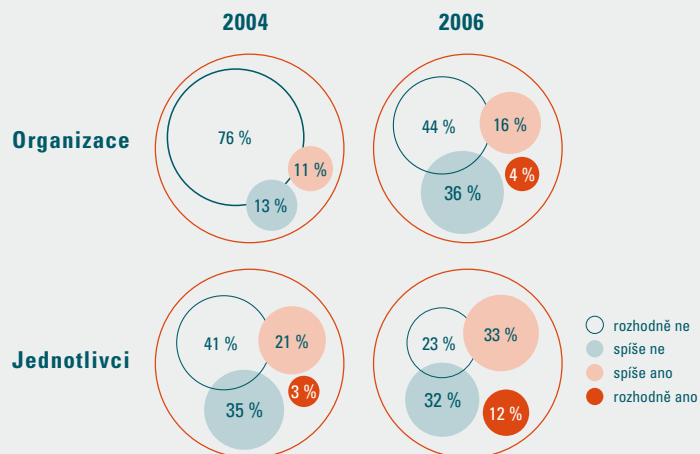 2004
2006
Organizace
76 %
11 %
13 %
44 %
16 %
4 %
36 %
Jednotlivci
41 %
21 %
3 %
35 %
23 %
33 %
32 %
12 %
rozhodně ne
spíše ne
spíše ano
rozhodně ano